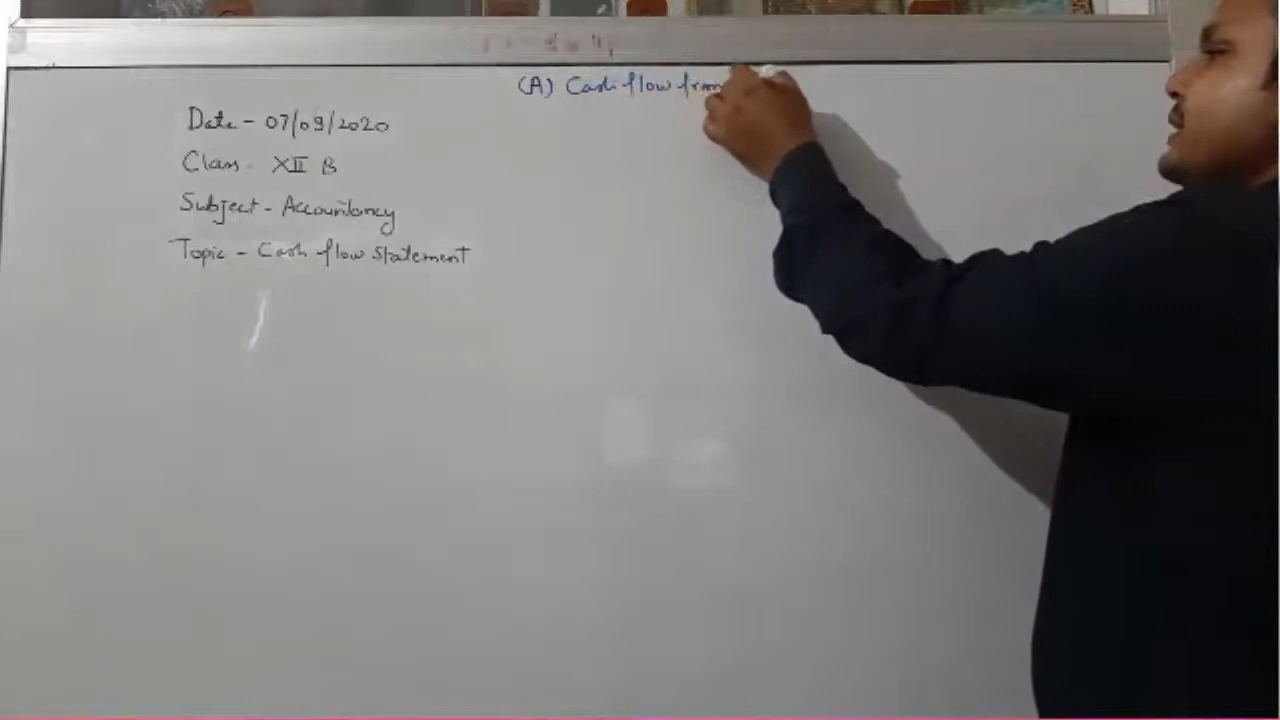 (A) Cash flow from
Date - 07/09/2020
Class - XII B
Subject - Accountancy
Topic - Cash flow Statement